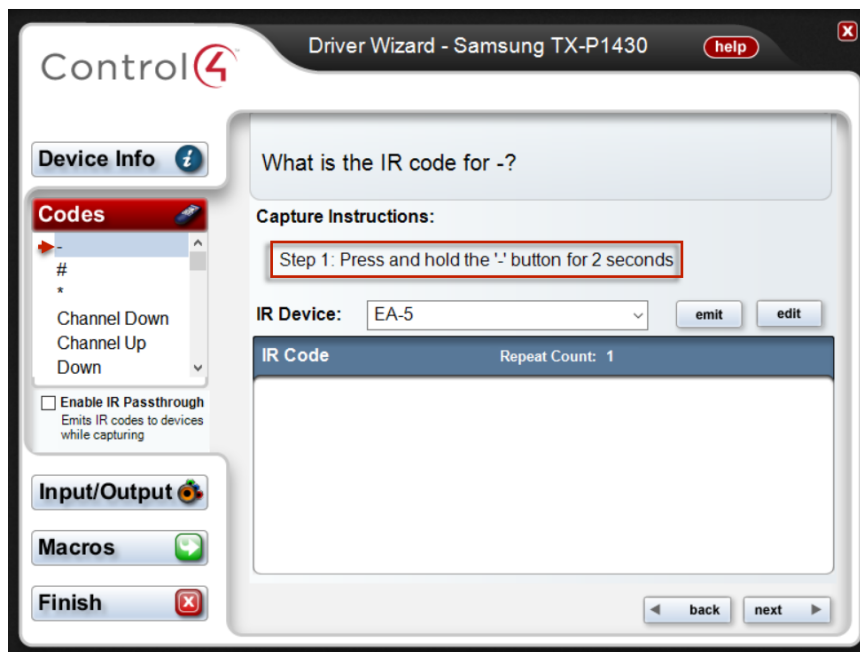 Control4
Driver Wizard - Samsung TX-P1430
help
X
Device Info
i
What is the IR code for -?
Codes
-
#
*
Channel Down
Channel Up
Down
Enable IR Passthrough
Emits IR codes to devices
while capturing
Capture Instructions:
Step 1: Press and hold the '-' button for 2 seconds
IR Device:
EA-5
emit
edit
IR Code
Repeat Count: 1
Input/Output
Macros
Finish
back
next